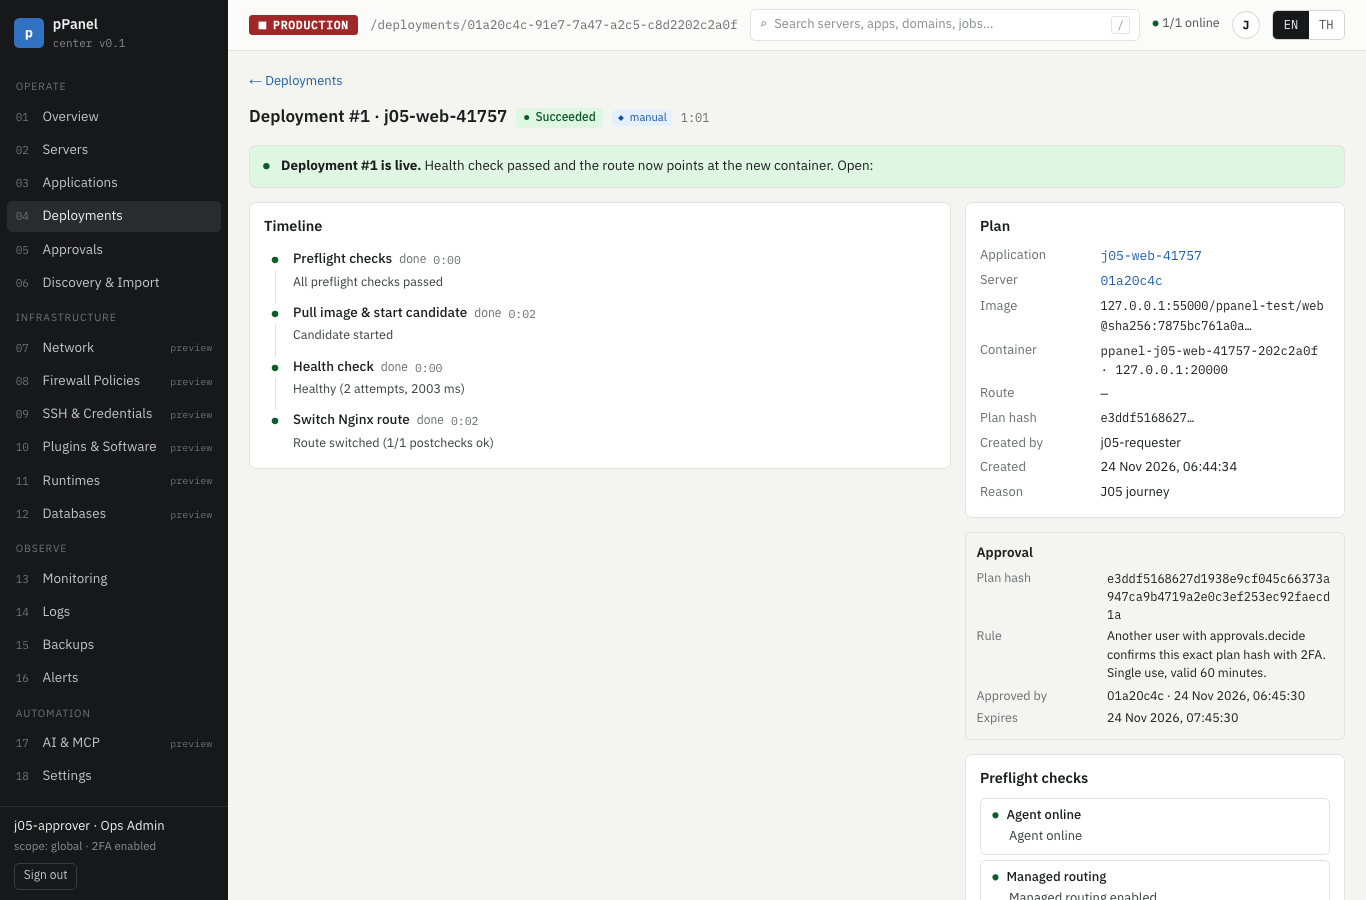 p
pPanel
center v0.1
OPERATE
01 Overview
02 Servers
03 Applications
04 Deployments
05 Approvals
06 Discovery & Import
INFRASTRUCTURE
07 Network preview
08 Firewall Policies preview
09 SSH & Credentials preview
10 Plugins & Software preview
11 Runtimes preview
12 Databases preview
OBSERVE
13 Monitoring
14 Logs
15 Backups
16 Alerts
AUTOMATION
17 AI & MCP preview
18 Settings
j05-approver · Ops Admin
scope: global · 2FA enabled
Sign out
PRODUCTION /deployments/01a20c4c-91e7-7a47-a2c5-c8d2202c2a0f Search servers, apps, domains, jobs… / 1/1 online J EN TH
← Deployments
Deployment #1 · j05-web-41757 Succeeded manual 1:01
Deployment #1 is live. Health check passed and the route now points at the new container. Open:
Timeline
Preflight checks done 0:00
All preflight checks passed
Pull image & start candidate done 0:02
Candidate started
Health check done 0:00
Healthy (2 attempts, 2003 ms)
Switch Nginx route done 0:02
Route switched (1/1 postchecks ok)
Plan
Application j05-web-41757
Server 01a20c4c
Image 127.0.0.1:55000/ppanel-test/web
@sha256:7875bc761a0a…
Container ppanel-j05-web-41757-202c2a0f
· 127.0.0.1:20000
Route —
Plan hash e3ddf5168627…
Created by j05-requester
Created 24 Nov 2026, 06:44:34
Reason J05 journey
Approval
Plan hash e3ddf5168627d1938e9cf045c66373a
947ca9b4719a2e0c3ef253ec92faecd
1a
Rule Another user with approvals.decide
confirms this exact plan hash with 2FA.
Single use, valid 60 minutes.
Approved by 01a20c4c · 24 Nov 2026, 06:45:30
Expires 24 Nov 2026, 07:45:30
Preflight checks
Agent online
Agent online
Managed routing
Managed routing enabled